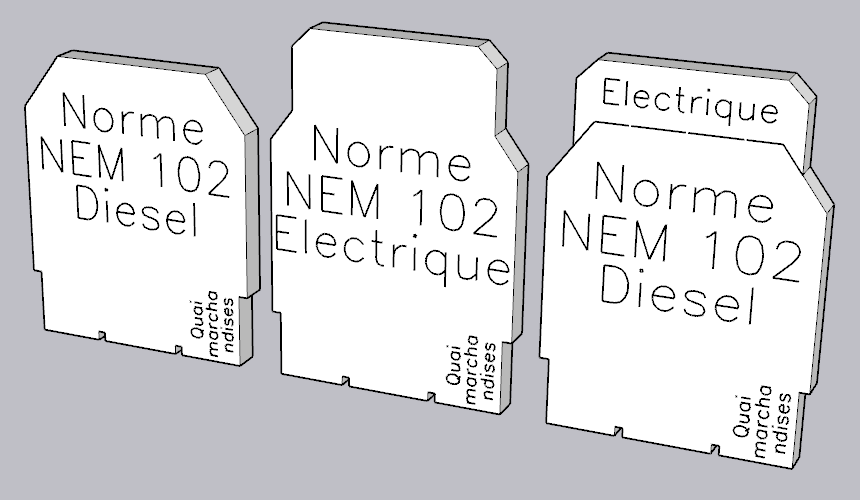 Norme
NEM 102
Diesel
Quai
marcha
ndises
Norme
NEM 102
Electrique
Quai
marcha
ndises
Electrique
Norme
NEM 102
Diesel
Quai
marcha
ndises